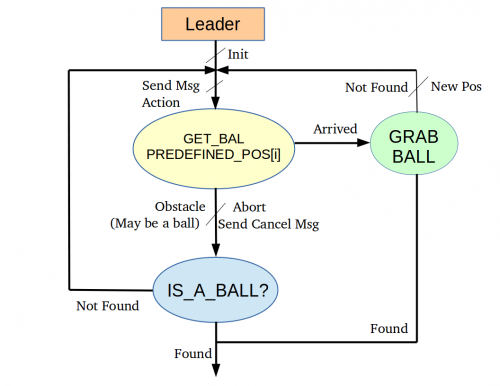 Leader
Init
Send Msg
Action
Not Found
New Pos
GET_BAL
PREDEFINED_POS[i]
Arrived
GRAB
BALL
Obstacle
(May be a ball)
Abort
Send Cancel Msg
IS_A_BALL?
Not Found
Found
Found